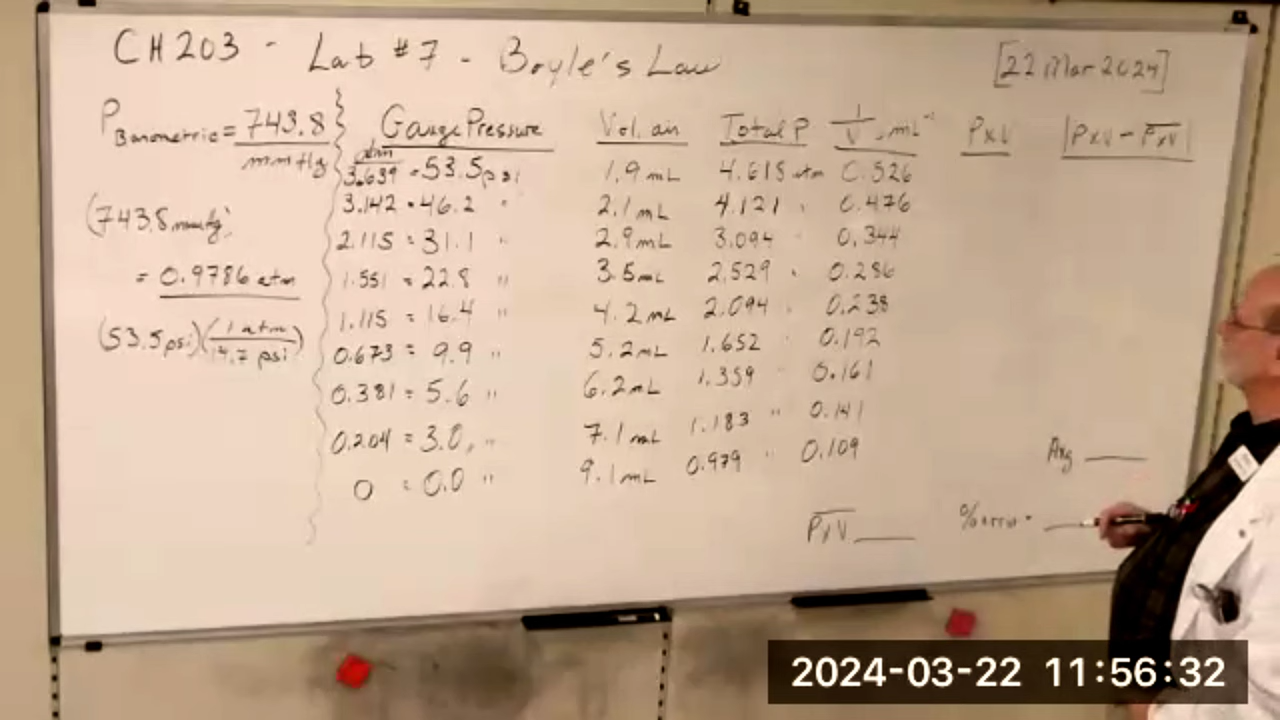 CH203 - Lab #7 - Boyle's Law [22 Mar 2024]
P Barometric = 743.8 mmHg
(743.8 mmHg)
= 0.9786 atm
(53.5 psi)(1 atm / 14.7 psi)
Gauge Pressure Vol. air Total P 1/V, mL⁻¹ PxV |PxV - P̅x̅V̅|
atm
3.639 = 53.5 psi 1.9 mL 4.618 atm 0.526
3.142 = 46.2 " 2.1 mL 4.121 " 0.476
2.115 = 31.1 " 2.9 mL 3.094 " 0.344
1.551 = 22.8 " 3.5 mL 2.529 " 0.286
1.115 = 16.4 " 4.2 mL 2.094 " 0.238
0.673 = 9.9 " 5.2 mL 1.652 " 0.192
0.381 = 5.6 " 6.2 mL 1.359 " 0.161
0.204 = 3.0 " 7.1 mL 1.183 " 0.141
0 = 0.0 " 9.1 mL 0.979 " 0.109
Avg ____
P̅x̅V̅ ____ % error = ____
2024-03-22 11:56:32